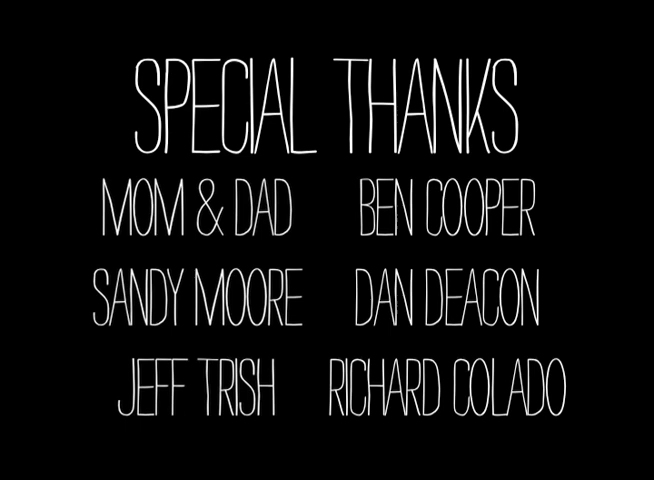 SPECIAL THANKS
MOM & DAD BEN COOPER
SANDY MOORE DAN DEACON
JEFF TRISH RICHARD COLADO